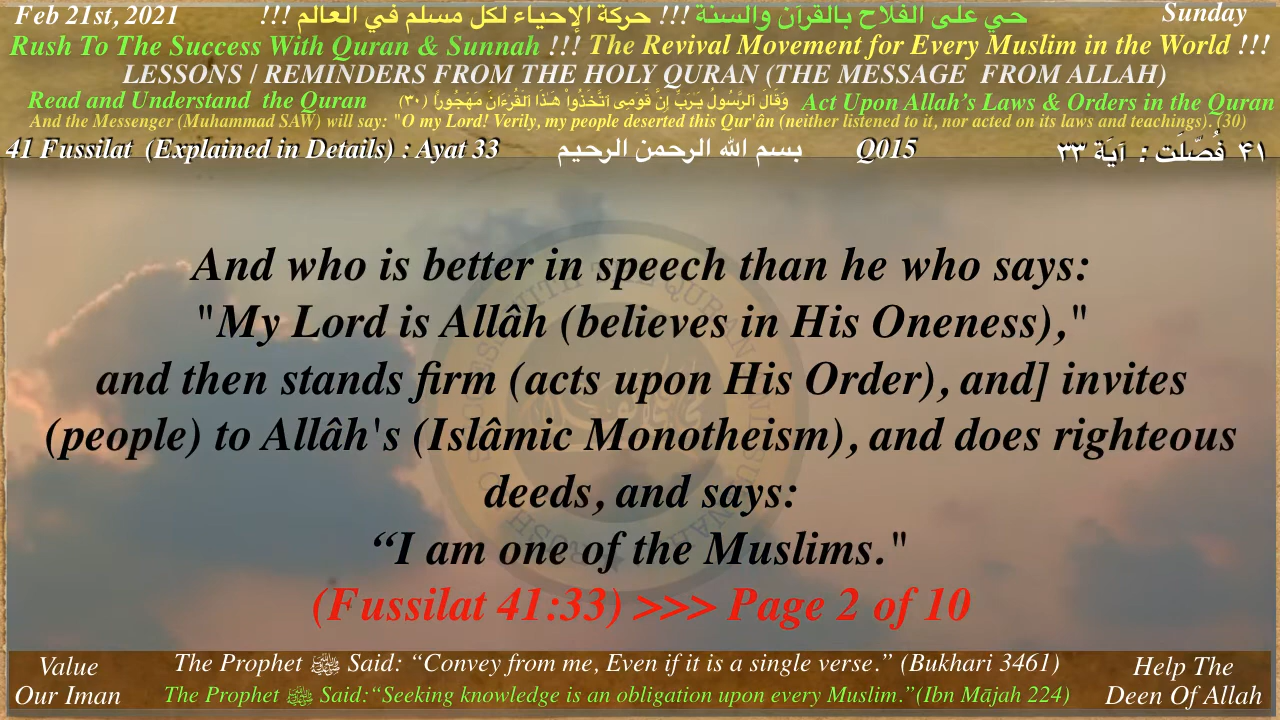 Feb 21st, 2021
حي على الفلاح بالقرآن والسنة !!! حركة الإحياء لكل مسلم في العالم !!!
Sunday
Rush To The Success With Quran & Sunnah !!! The Revival Movement for Every Muslim in the World !!!
LESSONS / REMINDERS FROM THE HOLY QURAN (THE MESSAGE FROM ALLAH)
Read and Understand the Quran
وَقَالَ ٱلرَّسُولُ يَـٰرَبِّ إِنَّ قَوۡمِى ٱتَّخَذُواْ هَـٰذَا ٱلۡقُرۡءَانَ مَهۡجُورً۬ا (٣٠)
Act Upon Allah’s Laws & Orders in the Quran
And the Messenger (Muhammad SAW) will say: "O my Lord! Verily, my people deserted this Qur'ân (neither listened to it, nor acted on its laws and teachings). (30)
41 Fussilat (Explained in Details) : Ayat 33
بسم الله الرحمن الرحيم
Q015
۴۱ فُصِّلَت : آیَة ۳۳
And who is better in speech than he who says:
"My Lord is Allâh (believes in His Oneness),"
and then stands firm (acts upon His Order), and] invites
(people) to Allâh's (Islâmic Monotheism), and does righteous
deeds, and says:
“I am one of the Muslims."
(Fussilat 41:33) >>> Page 2 of 10
Value
Our Iman
The Prophet ﷺ Said: “Convey from me, Even if it is a single verse.” (Bukhari 3461)
The Prophet ﷺ Said:“Seeking knowledge is an obligation upon every Muslim.”(Ibn Mājah 224)
Help The
Deen Of Allah